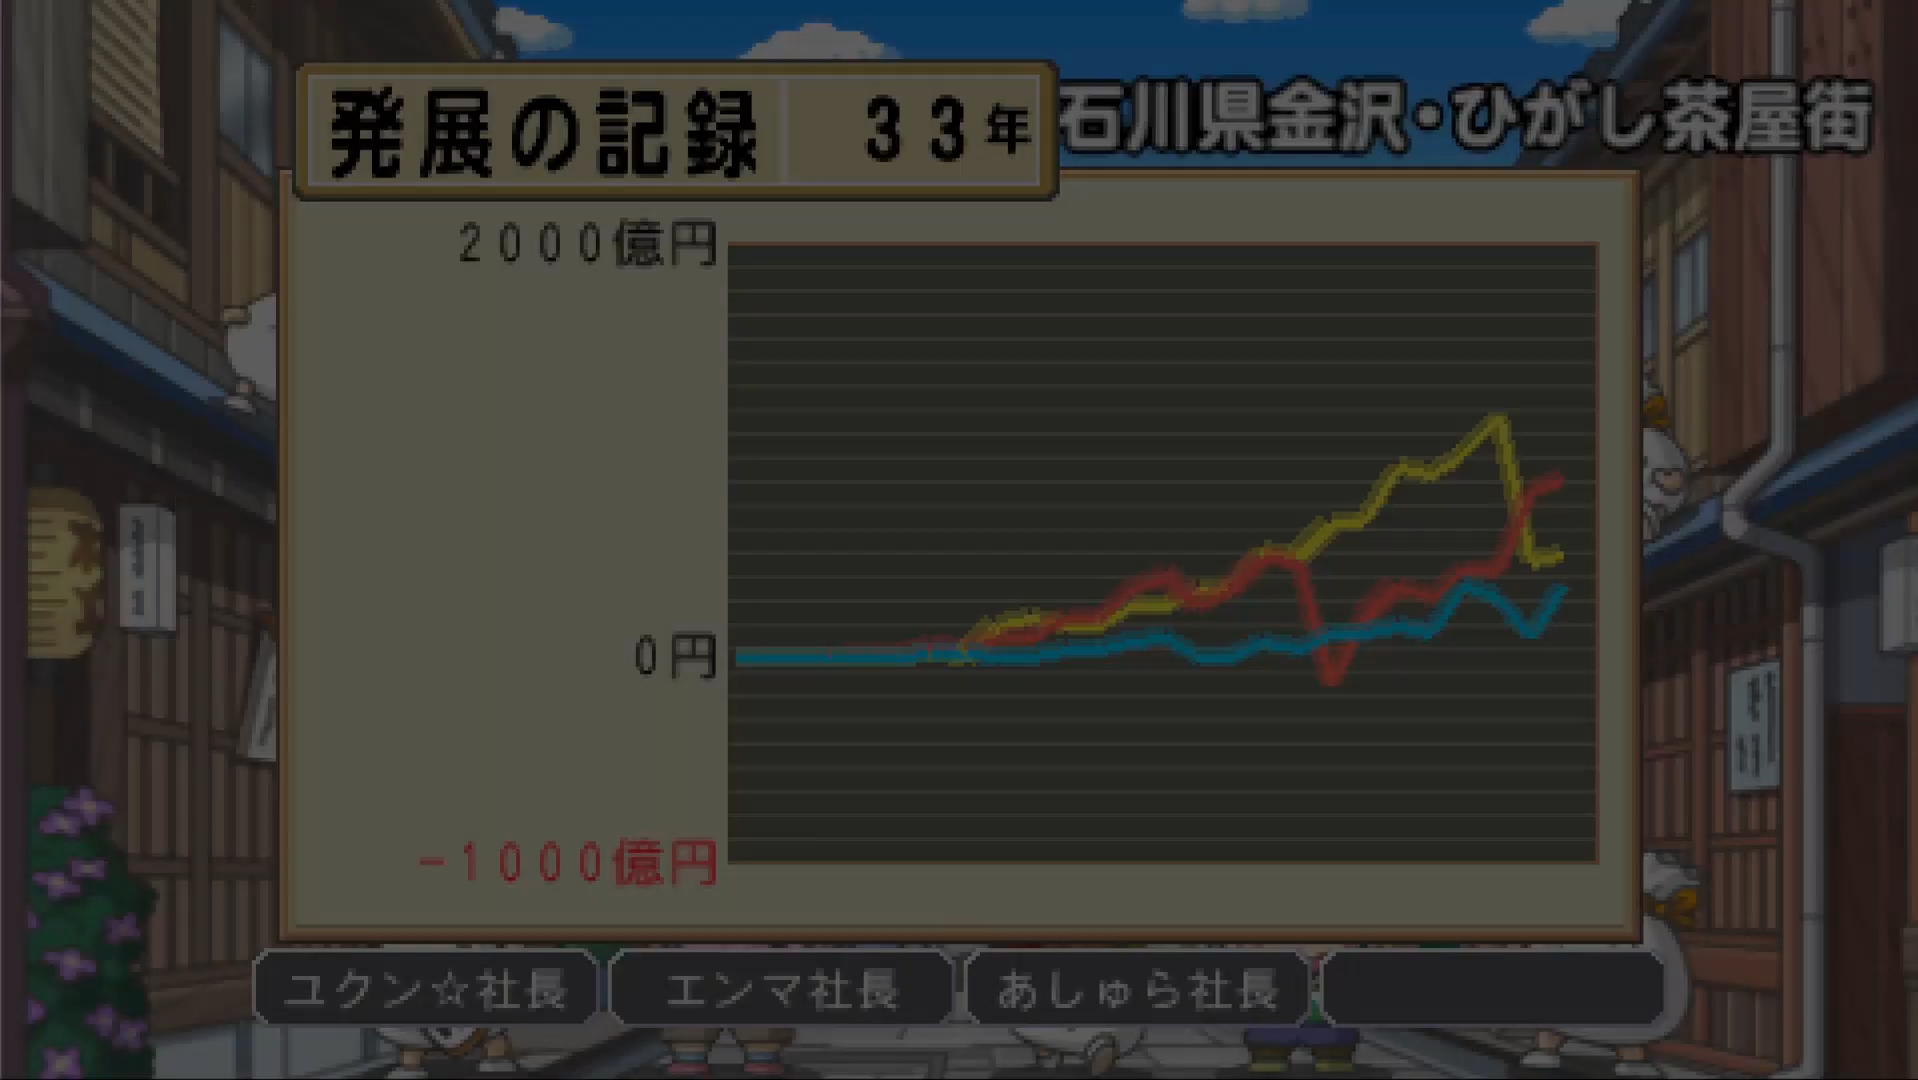 発展の記録 33年
石川県金沢・ひがし茶屋街
2000億円
0円
-1000億円
ユクン☆社長
エンマ社長
あしゅら社長